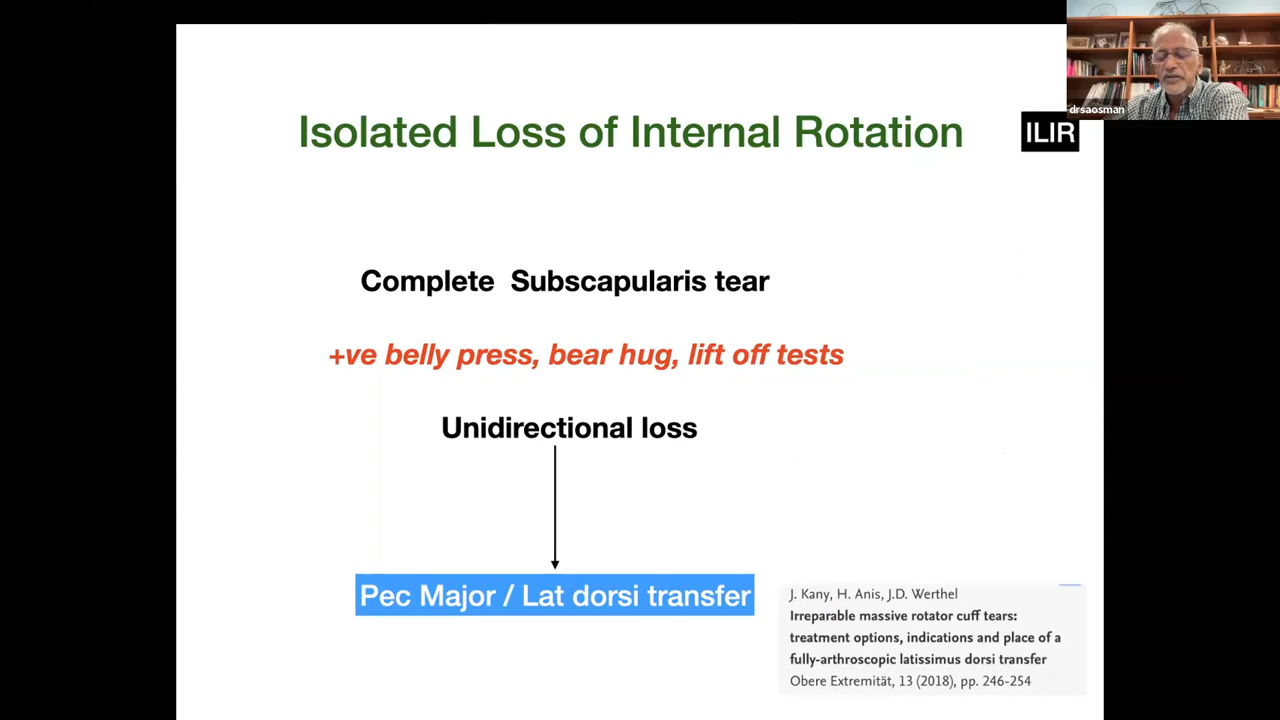 drsaosman
Isolated Loss of Internal Rotation
ILIR
Complete Subscapularis tear
+ve belly press, bear hug, lift off tests
Unidirectional loss
Pec Major / Lat dorsi transfer
J. Kany, H. Anis, J.D. Werthel
Irreparable massive rotator cuff tears:
treatment options, indications and place of a
fully-arthroscopic latissimus dorsi transfer
Obere Extremität, 13 (2018), pp. 246-254